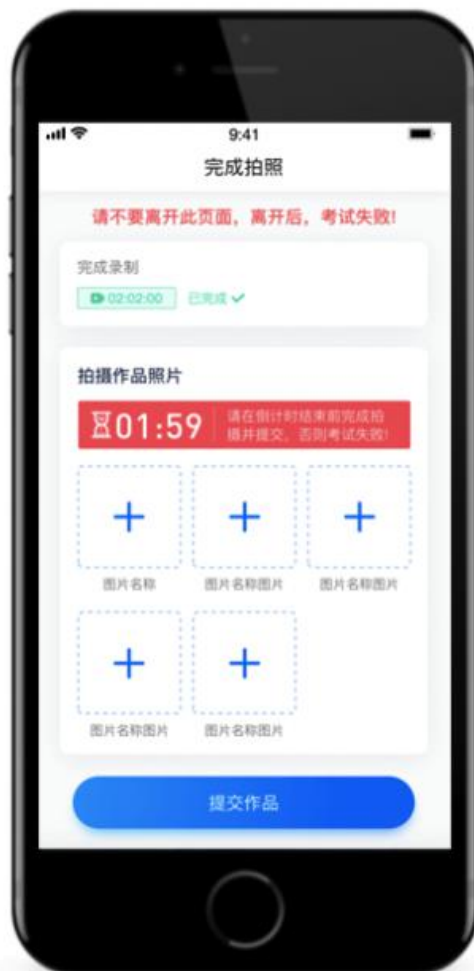 9:41
完成拍照
请不要离开此页面，离开后，考试失败!
完成录制
02:02:00 已完成
拍摄作品照片
01:59 请在倒计时结束前完成拍
摄并提交，否则考试失败!
图片名称 图片名称图片 图片名称图片
图片名称图片 图片名称图片
提交作品